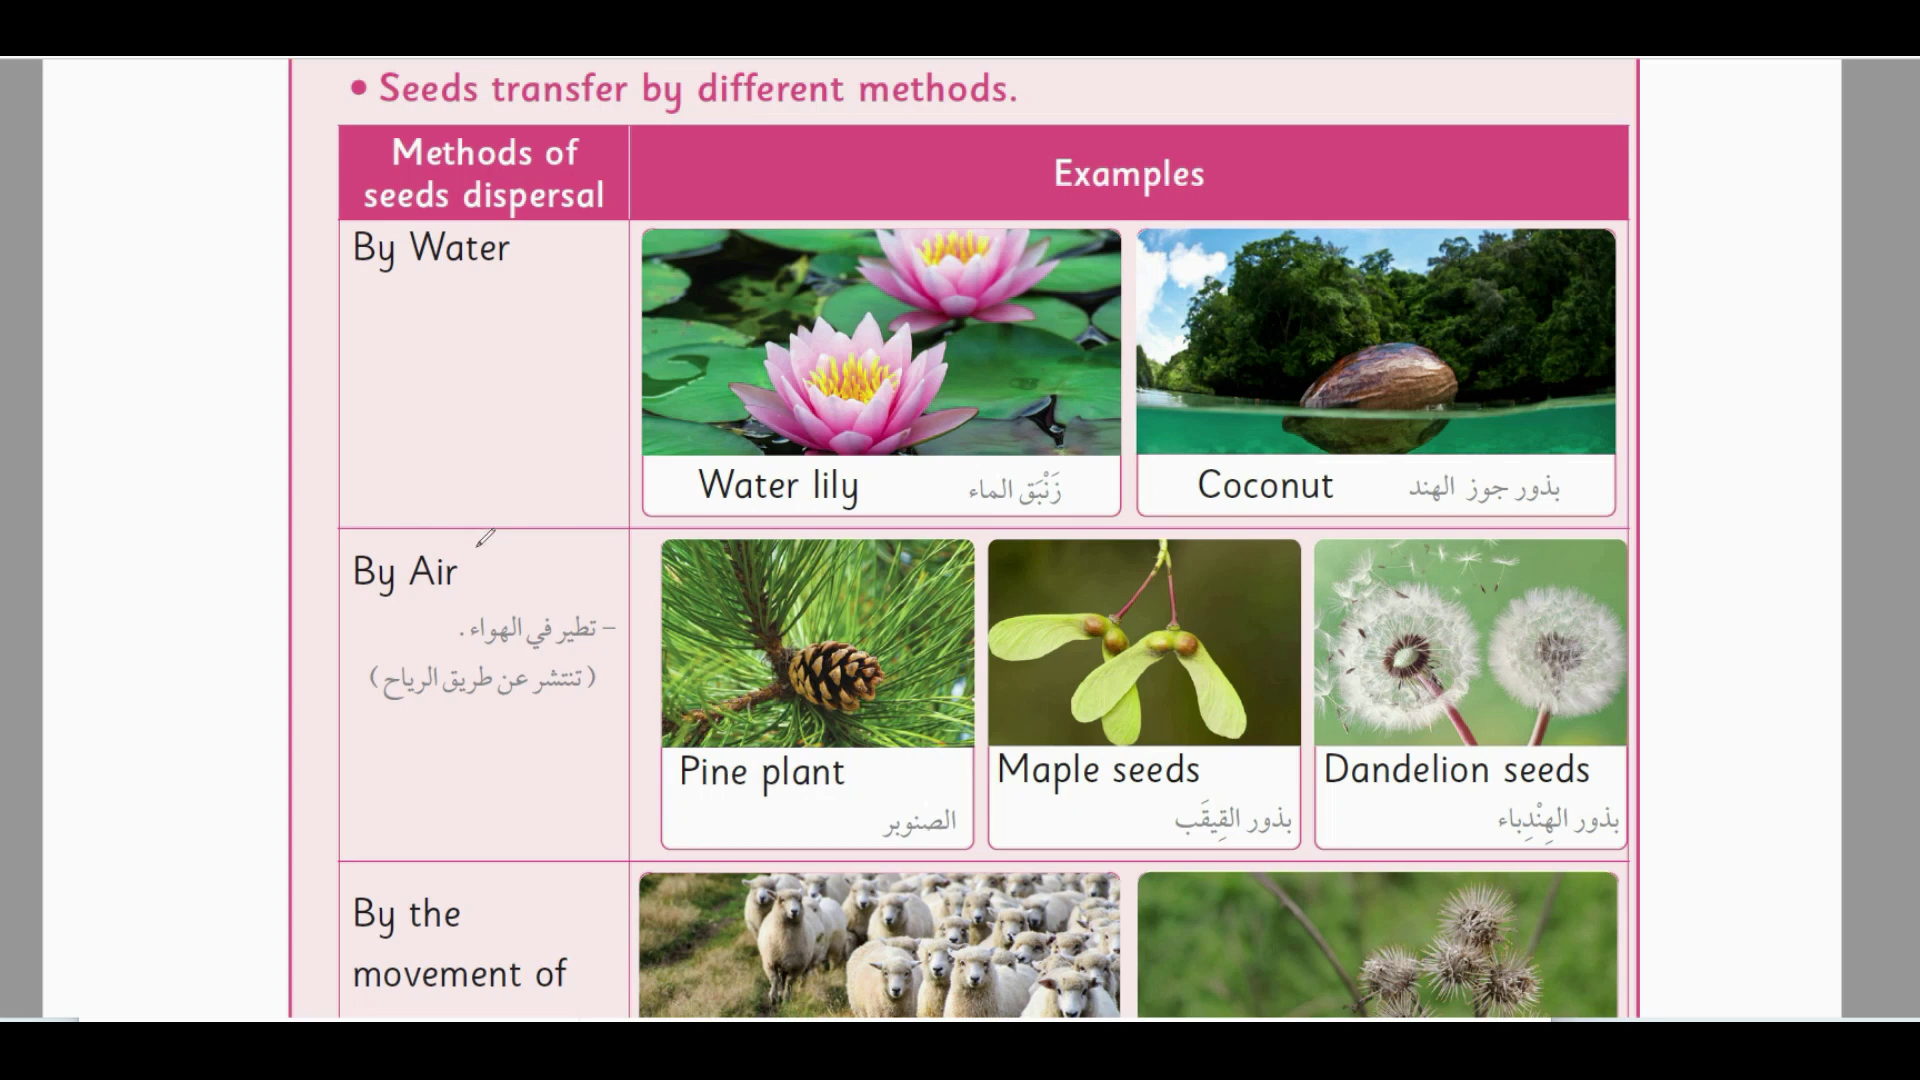 • Seeds transfer by different methods.
Methods of
seeds dispersal
Examples
By Water
Water lily زَنْبَق الماء
Coconut بذور جوز الهند
By Air
– تطير في الهواء .
( تنتشر عن طريق الرياح )
Pine plant
الصنوبر
Maple seeds
بذور القِيقَب
Dandelion seeds
بذور الهِنْدِباء
By the
movement of